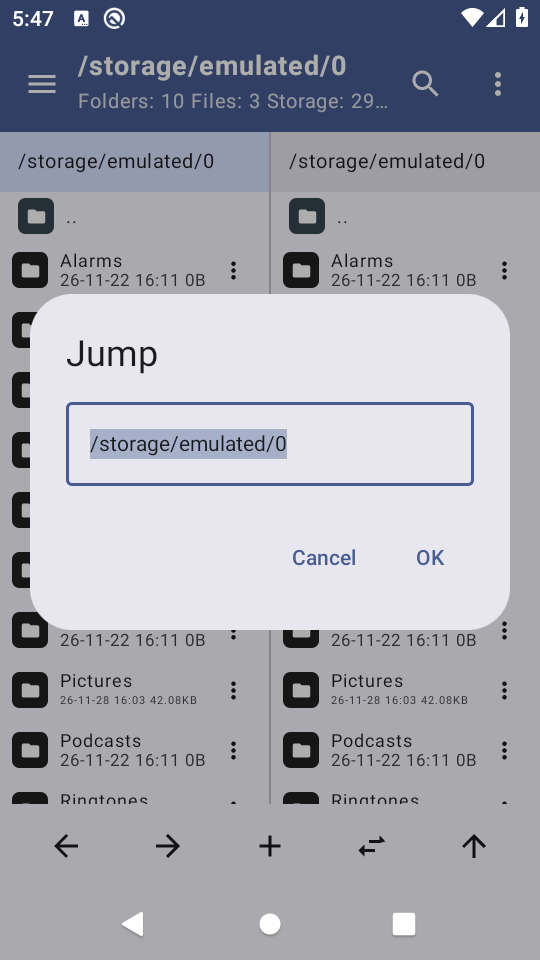 5:47
/storage/emulated/0
Folders: 10 Files: 3 Storage: 29…
/storage/emulated/0
/storage/emulated/0
..
..
Alarms
26-11-22 16:11 0B
Alarms
26-11-22 16:11 0B
Jump
/storage/emulated/0
Cancel
OK
26-11-22 16:11 0B
26-11-22 16:11 0B
Pictures
26-11-28 16:03 42.08KB
Pictures
26-11-28 16:03 42.08KB
Podcasts
26-11-22 16:11 0B
Podcasts
26-11-22 16:11 0B
Ringtones
Ringtones